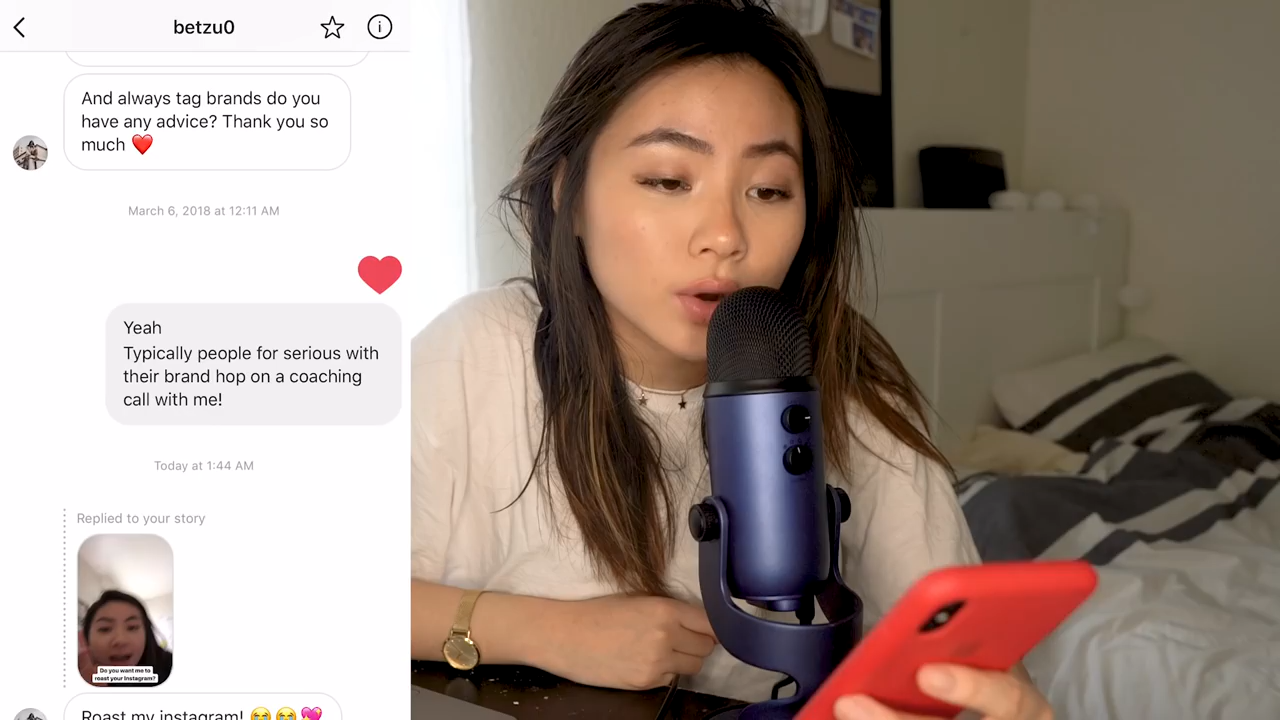 betzu0
And always tag brands do you
have any advice? Thank you so
much ❤️
March 6, 2018 at 12:11 AM
Yeah
Typically people for serious with
their brand hop on a coaching
call with me!
Today at 1:44 AM
Replied to your story
Do you want me to
roast your Instagram?
Roast my instagram! 😭😭💘